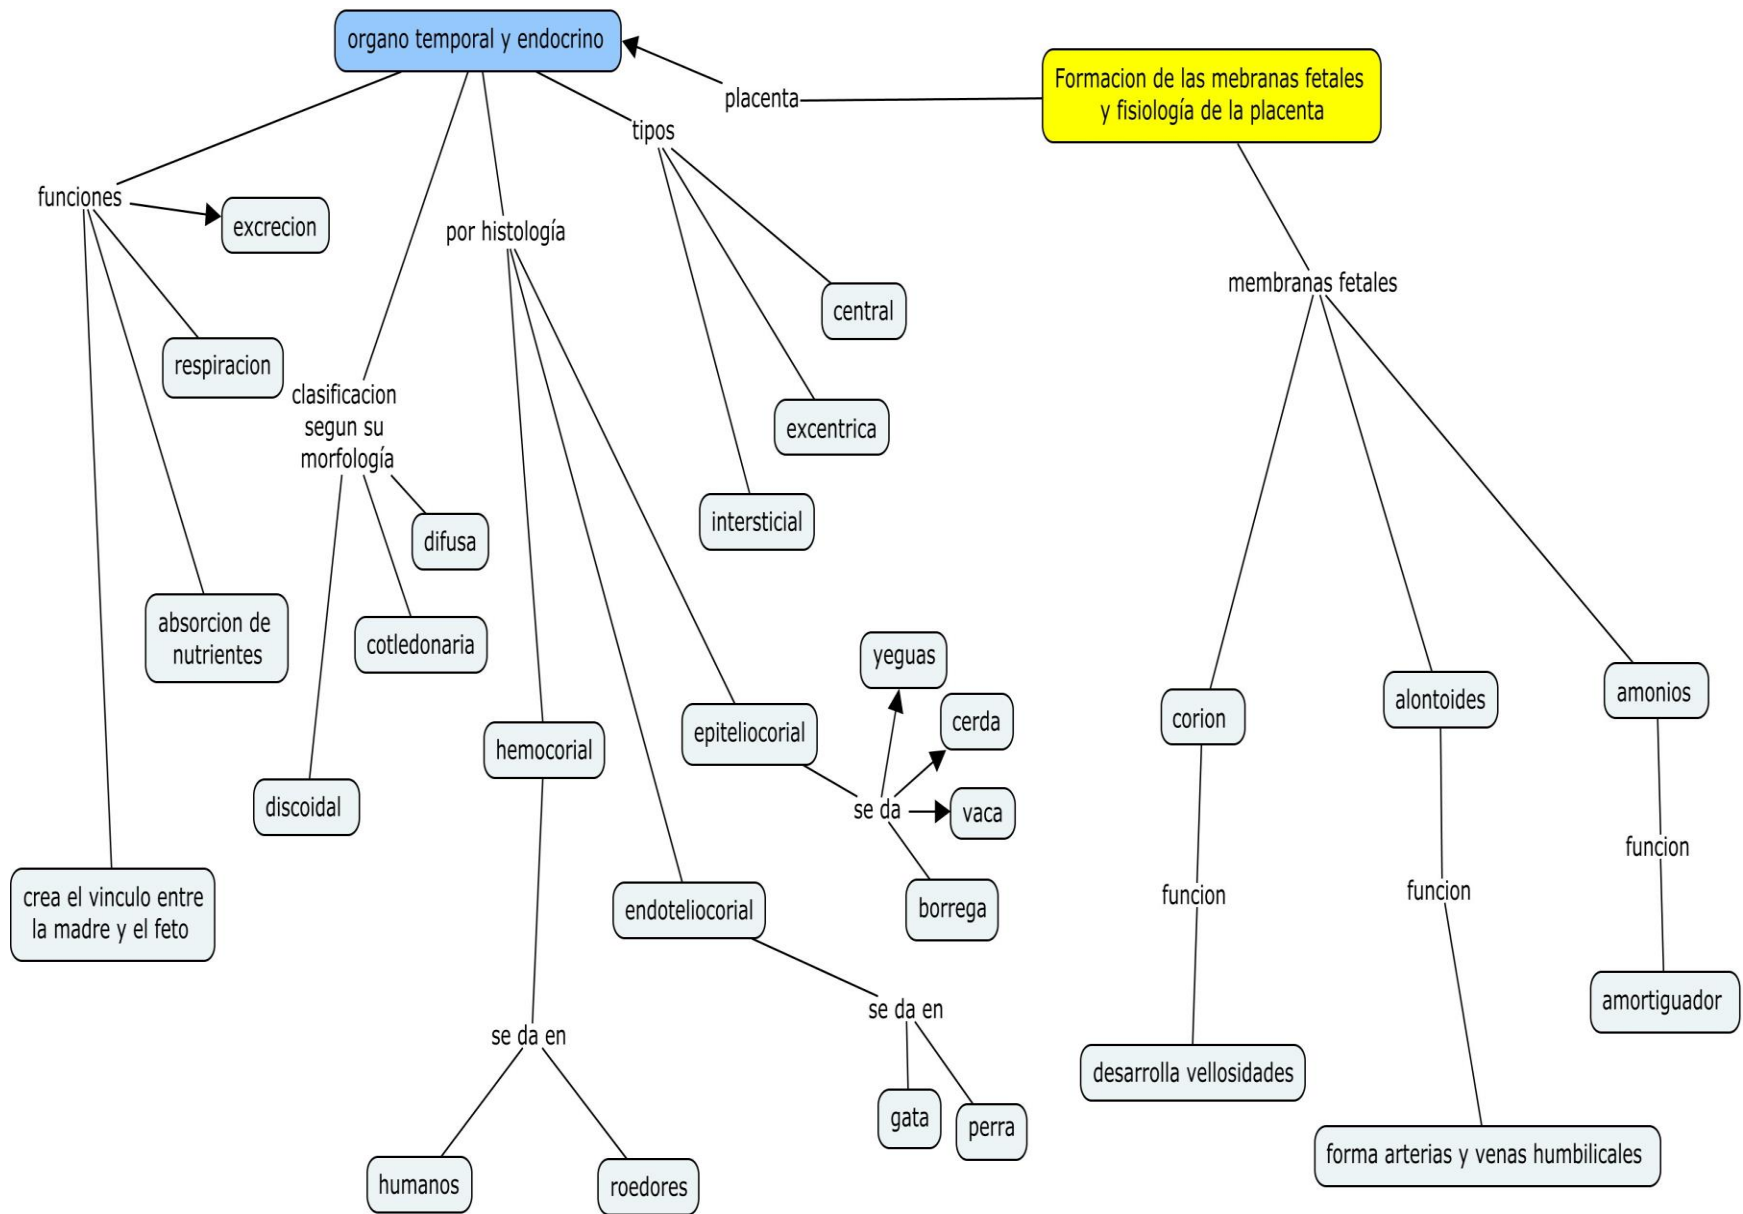 organo temporal y endocrino
placenta
Formacion de las mebranas fetales
y fisiología de la placenta
tipos
funciones
excrecion
por histología
membranas fetales
central
respiracion
clasificacion
segun su
morfología
excentrica
intersticial
difusa
absorcion de
nutrientes
cotledonaria
yeguas
cerda
epiteliocorial
hemocorial
corion
alontoides
amonios
discoidal
se da
vaca
funcion
funcion
funcion
crea el vinculo entre
la madre y el feto
endoteliocorial
borrega
amortiguador
se da en
se da en
desarrolla vellosidades
gata
perra
forma arterias y venas humbilicales
humanos
roedores